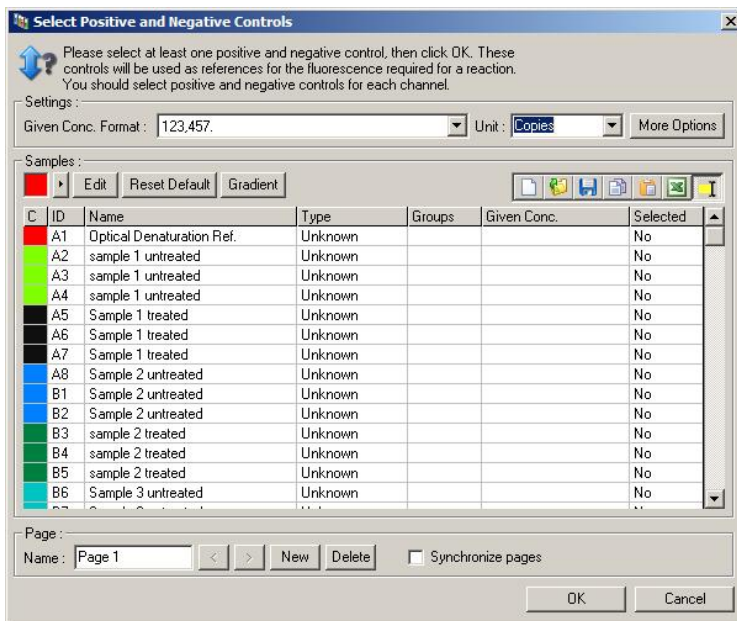 Select Positive and Negative Controls
Please select at least one positive and negative control, then click OK. These
controls will be used as references for the fluorescence required for a reaction.
You should select positive and negative controls for each channel.
Settings :
Given Conc. Format : 123,457. Unit : Copies More Options
Samples :
Edit Reset Default Gradient
C ID Name Type Groups Given Conc. Selected
A1 Optical Denaturation Ref. Unknown No
A2 sample 1 untreated Unknown No
A3 sample 1 untreated Unknown No
A4 sample 1 untreated Unknown No
A5 Sample 1 treated Unknown No
A6 Sample 1 treated Unknown No
A7 Sample 1 treated Unknown No
A8 Sample 2 untreated Unknown No
B1 Sample 2 untreated Unknown No
B2 Sample 2 untreated Unknown No
B3 sample 2 treated Unknown No
B4 sample 2 treated Unknown No
B5 sample 2 treated Unknown No
B6 Sample 3 untreated Unknown No
Page :
Name : Page 1 < > New Delete Synchronize pages
OK Cancel